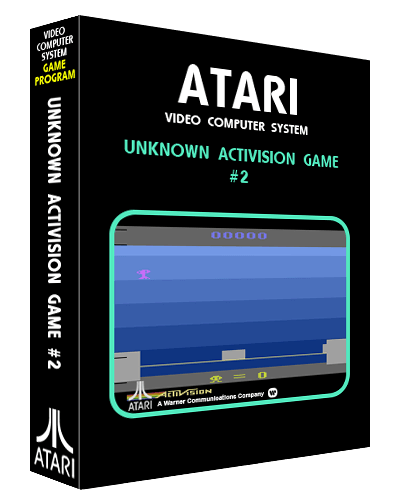 VIDEO
COMPUTER
SYSTEM
GAME
PROGRAM
UNKNOWN ACTIVISION GAME #2
ATARI
ATARI
VIDEO COMPUTER SYSTEM
UNKNOWN ACTIVISION GAME
#2
00000
= 0
ACTIVISION
ATARI
A Warner Communications Company